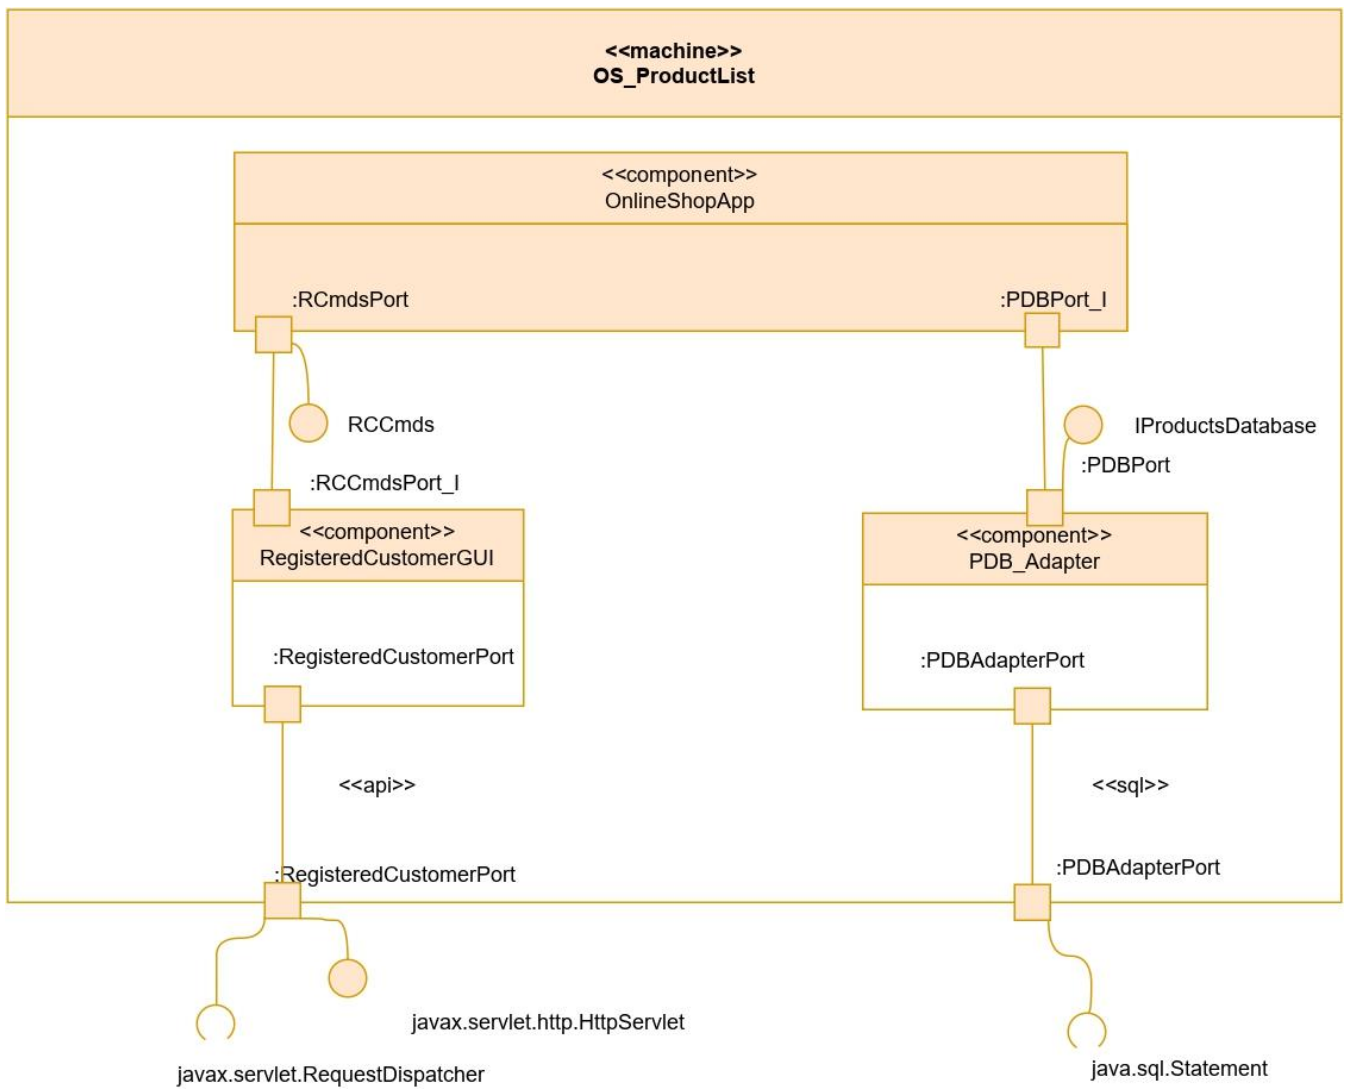 <<machine>>
OS_ProductList
<<component>>
OnlineShopApp
:RCmdsPort
:PDBPort_I
RCCmds
IProductsDatabase
:PDBPort
:RCCmdsPort_I
<<component>>
RegisteredCustomerGUI
<<component>>
PDB_Adapter
:RegisteredCustomerPort
:PDBAdapterPort
<<api>>
<<sql>>
:RegisteredCustomerPort
:PDBAdapterPort
javax.servlet.http.HttpServlet
javax.servlet.RequestDispatcher
java.sql.Statement